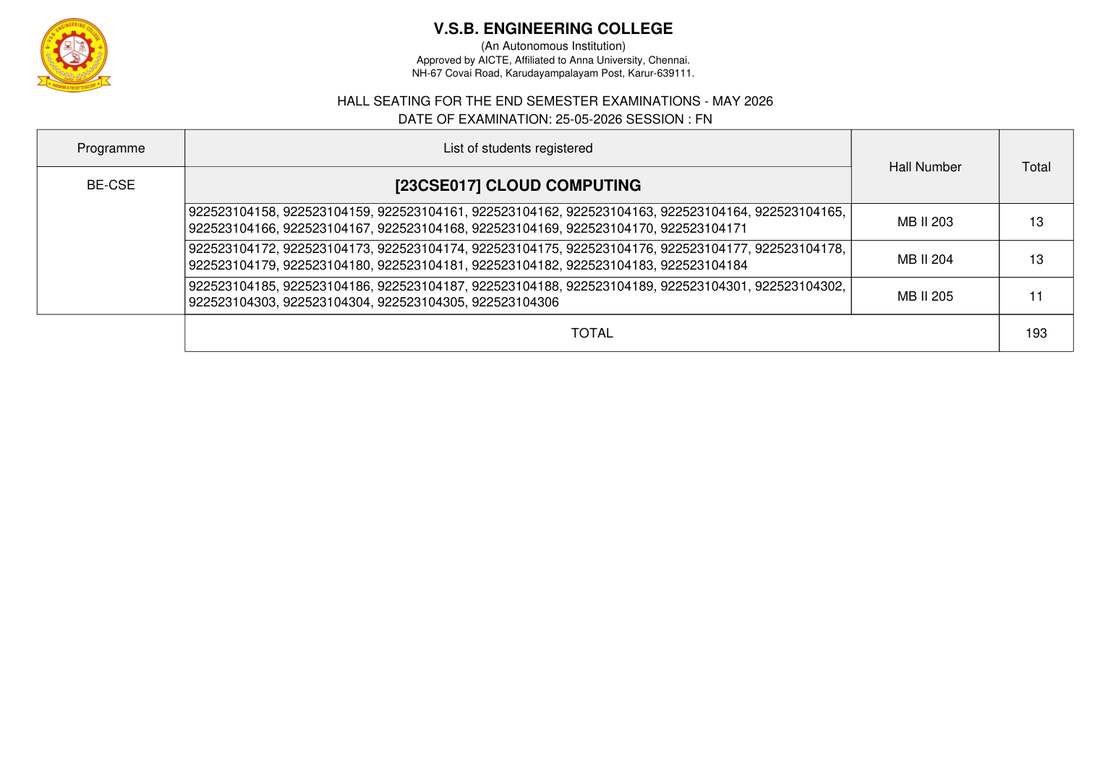 V.S.B. ENGINEERING COLLEGE
(An Autonomous Institution)
Approved by AICTE, Affiliated to Anna University, Chennai.
NH-67 Covai Road, Karudayampalayam Post, Karur-639111.
HALL SEATING FOR THE END SEMESTER EXAMINATIONS - MAY 2026
DATE OF EXAMINATION: 25-05-2026 SESSION : FN
Programme
List of students registered
Hall Number
Total
BE-CSE
[23CSE017] CLOUD COMPUTING
922523104158, 922523104159, 922523104161, 922523104162, 922523104163, 922523104164, 922523104165,
922523104166, 922523104167, 922523104168, 922523104169, 922523104170, 922523104171
MB II 203
13
922523104172, 922523104173, 922523104174, 922523104175, 922523104176, 922523104177, 922523104178,
922523104179, 922523104180, 922523104181, 922523104182, 922523104183, 922523104184
MB II 204
13
922523104185, 922523104186, 922523104187, 922523104188, 922523104189, 922523104301, 922523104302,
922523104303, 922523104304, 922523104305, 922523104306
MB II 205
11
TOTAL
193